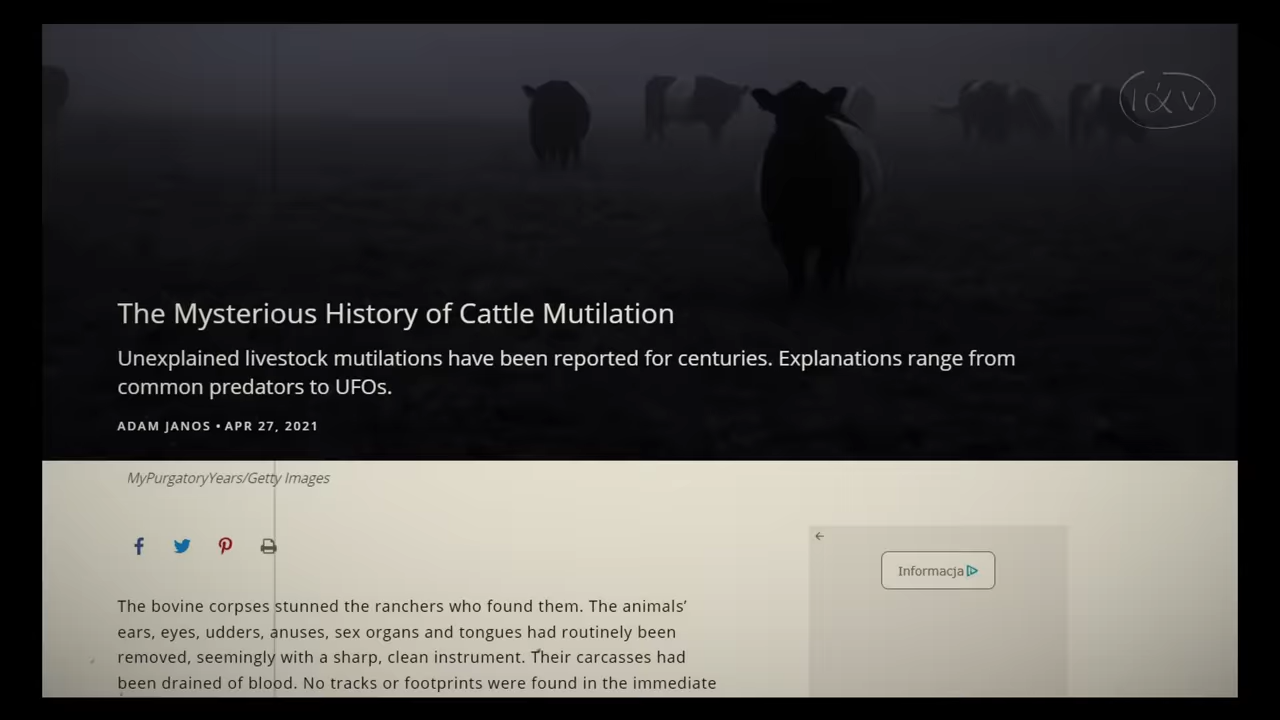 The Mysterious History of Cattle Mutilation
Unexplained livestock mutilations have been reported for centuries. Explanations range from
common predators to UFOs.
ADAM JANOS • APR 27, 2021
MyPurgatoryYears/Getty Images
Informacja
The bovine corpses stunned the ranchers who found them. The animals’
ears, eyes, udders, anuses, sex organs and tongues had routinely been
removed, seemingly with a sharp, clean instrument. Their carcasses had
been drained of blood. No tracks or footprints were found in the immediate